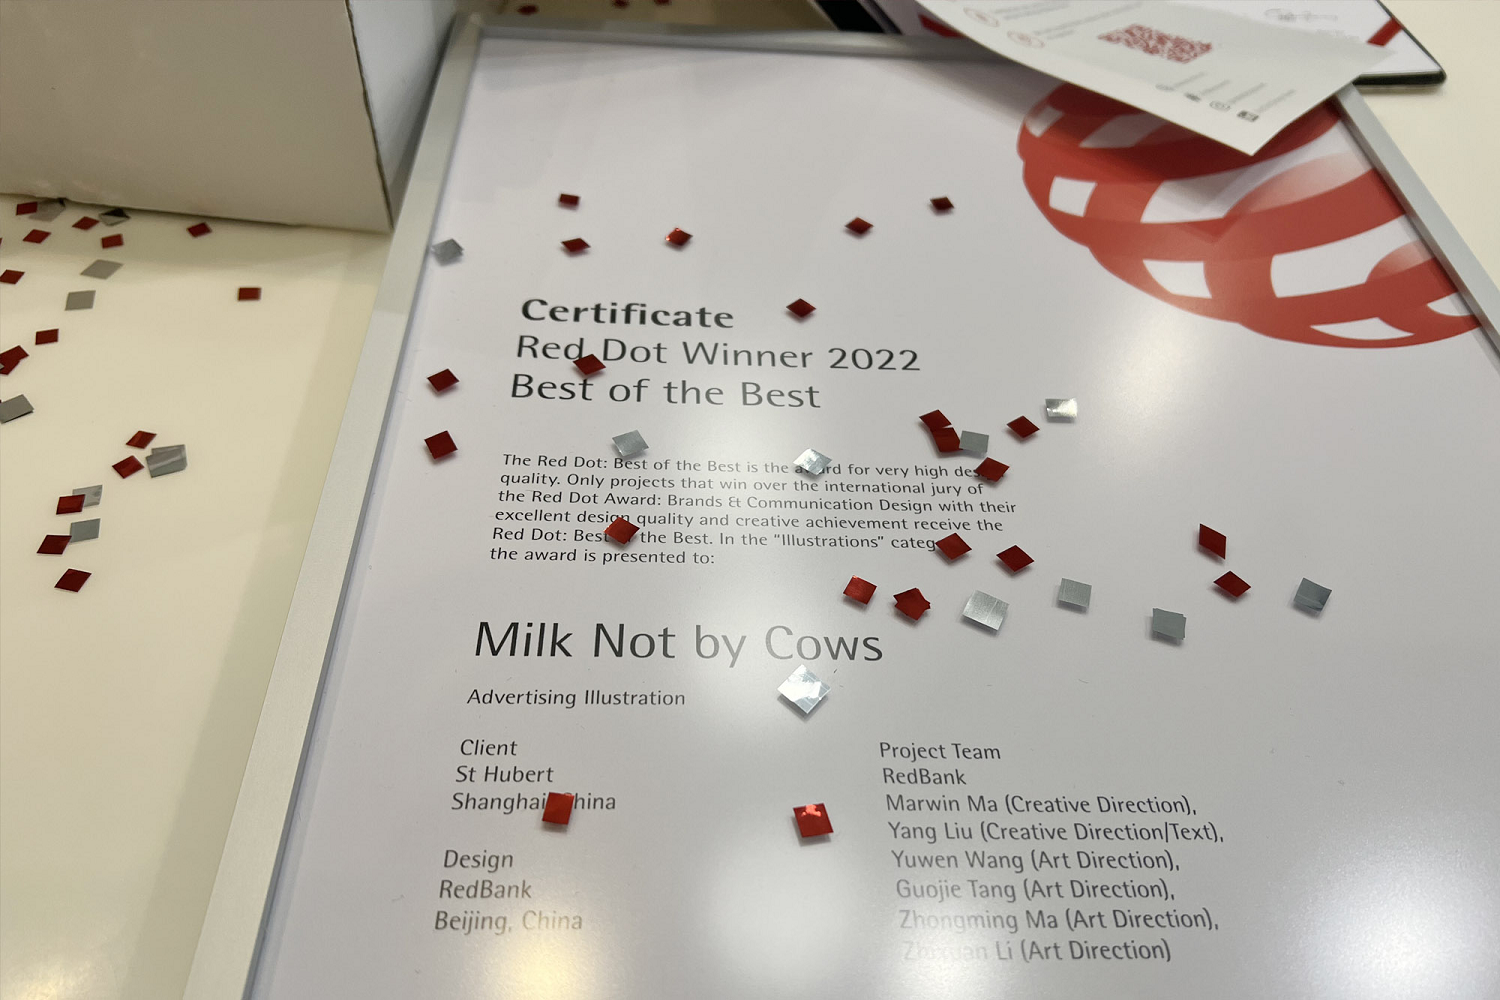 Certificate
Red Dot Winner 2022
Best of the Best
The Red Dot: Best of the Best is the award for very high design
quality. Only projects that win over the international jury of
the Red Dot Award: Brands & Communication Design with their
excellent design quality and creative achievement receive the
Red Dot: Best of the Best. In the “Illustrations” category
the award is presented to:
Milk Not by Cows
Advertising Illustration
Client
St Hubert
Shanghai, China
Design
RedBank
Beijing, China
Project Team
RedBank
Marwin Ma (Creative Direction),
Yang Liu (Creative Direction/Text),
Yuwen Wang (Art Direction),
Guojie Tang (Art Direction),
Zhongming Ma (Art Direction),
Li (Art Direction)